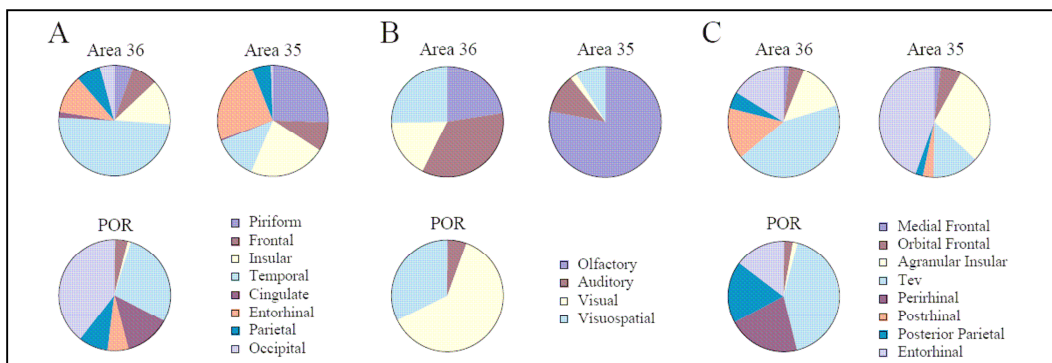 A
Area 36
Area 35
POR
Piriform
Frontal
Insular
Temporal
Cingulate
Entorhinal
Parietal
Occipital
B
Area 36
Area 35
POR
Olfactory
Auditory
Visual
Visuospatial
C
Area 36
Area 35
POR
Medial Frontal
Orbital Frontal
Agranular Insular
Tev
Perirhinal
Postrhinal
Posterior Parietal
Entorhinal